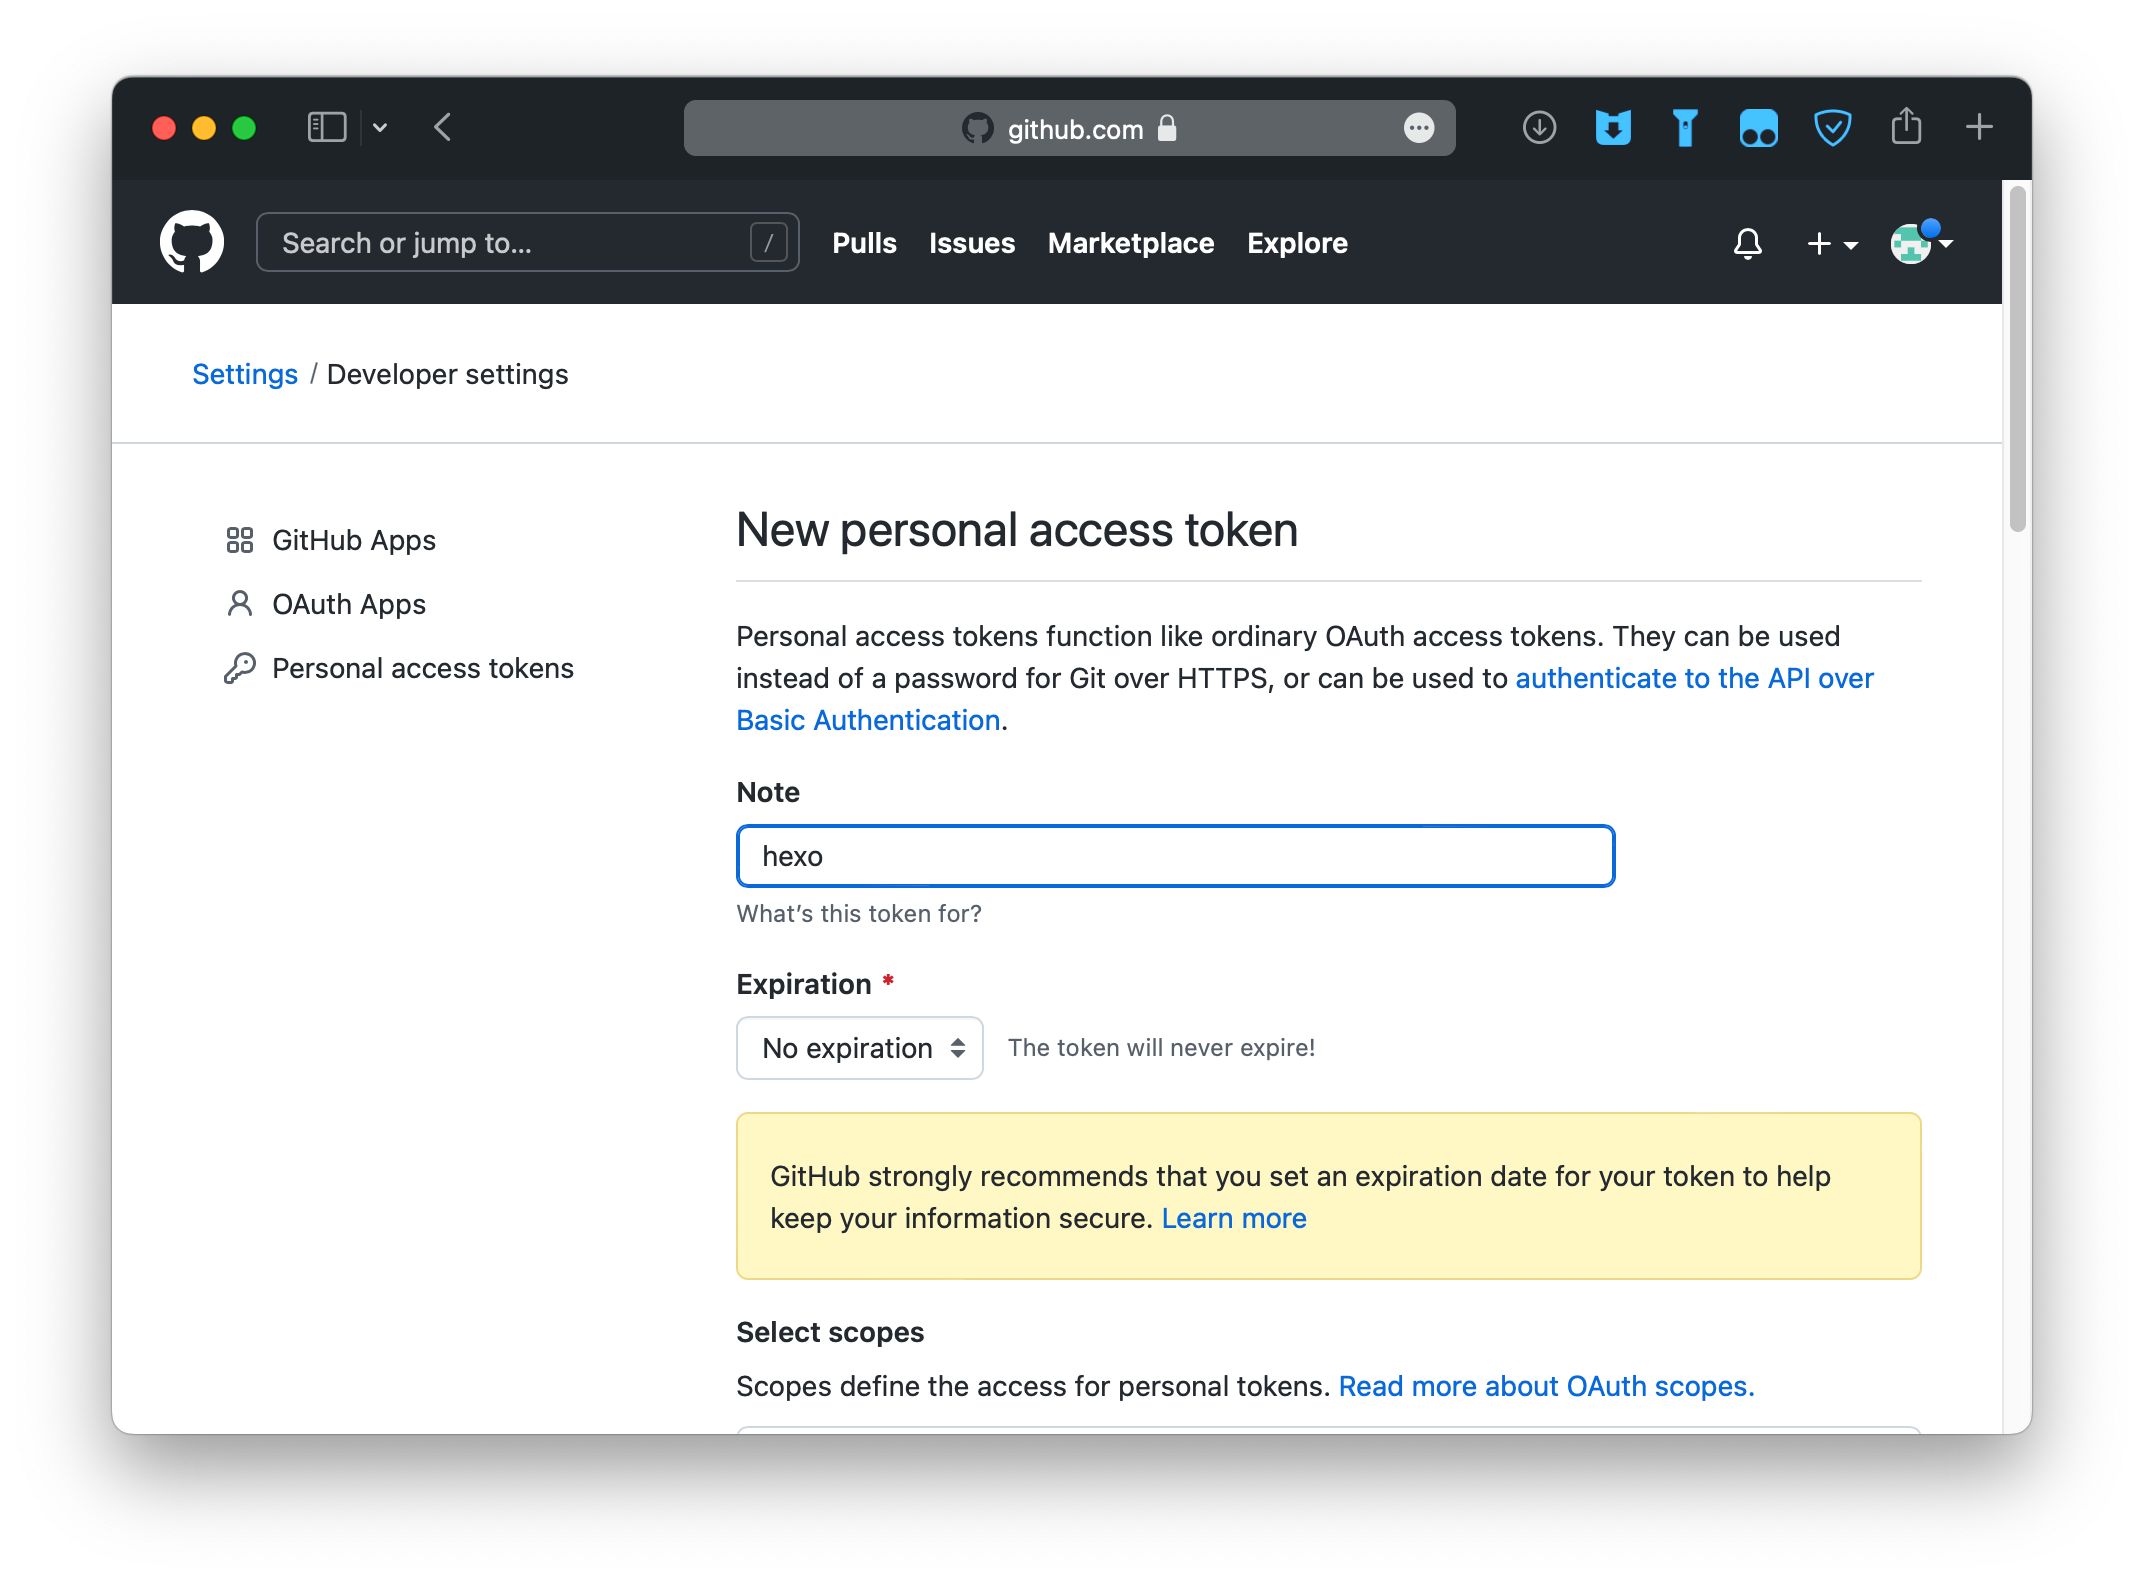 github.com
Search or jump to...
/
Pulls
Issues
Marketplace
Explore
Settings / Developer settings
GitHub Apps
OAuth Apps
Personal access tokens
New personal access token
Personal access tokens function like ordinary OAuth access tokens. They can be used
instead of a password for Git over HTTPS, or can be used to authenticate to the API over
Basic Authentication.
Note
hexo
What’s this token for?
Expiration *
No expiration
The token will never expire!
GitHub strongly recommends that you set an expiration date for your token to help
keep your information secure. Learn more
Select scopes
Scopes define the access for personal tokens. Read more about OAuth scopes.